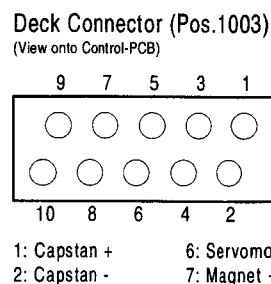 Deck Connector (Pos.1003)
(View onto Control-PCB)
9 7 5 3 1
10 8 6 4 2
1: Capstan + 6: Servomo
2: Capstan - 7: Magnet -